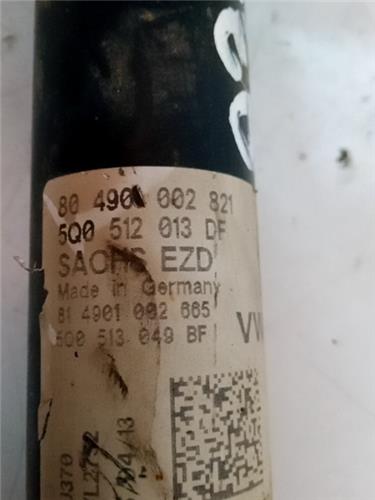 80 4901 002 821
5Q0 512 013 DF
SACHS EZD
Made in Germany
81 4901 002 665
5Q0 513 049 BF
VW